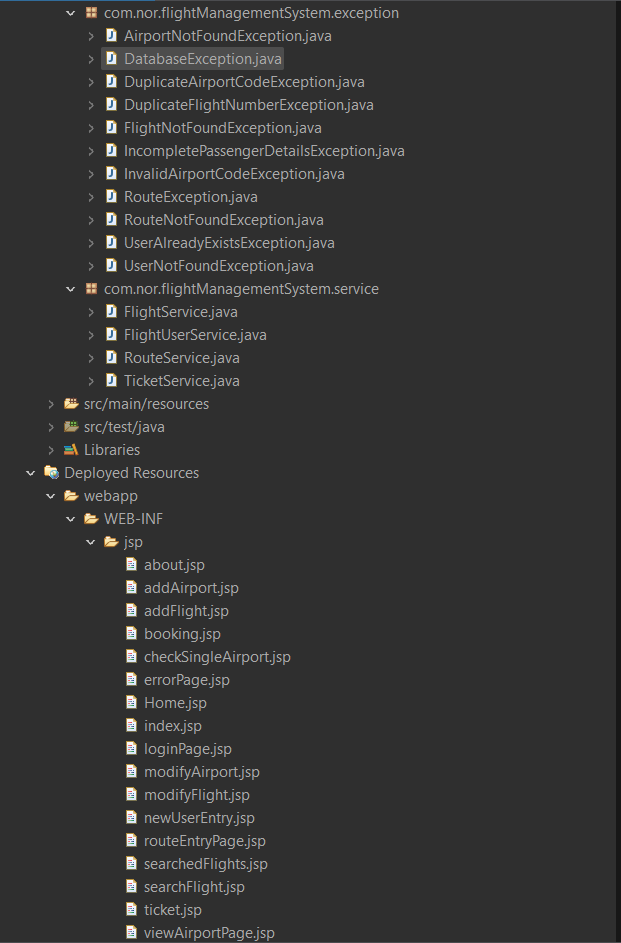 com.nor.flightManagementSystem.exception
AirportNotFoundException.java
DatabaseException.java
DuplicateAirportCodeException.java
DuplicateFlightNumberException.java
FlightNotFoundException.java
IncompletePassengerDetailsException.java
InvalidAirportCodeException.java
RouteException.java
RouteNotFoundException.java
UserAlreadyExistsException.java
UserNotFoundException.java
com.nor.flightManagementSystem.service
FlightService.java
FlightUserService.java
RouteService.java
TicketService.java
src/main/resources
src/test/java
Libraries
Deployed Resources
webapp
WEB-INF
jsp
about.jsp
addAirport.jsp
addFlight.jsp
booking.jsp
checkSingleAirport.jsp
errorPage.jsp
Home.jsp
index.jsp
loginPage.jsp
modifyAirport.jsp
modifyFlight.jsp
newUserEntry.jsp
routeEntryPage.jsp
searchedFlights.jsp
searchFlight.jsp
ticket.jsp
viewAirportPage.jsp